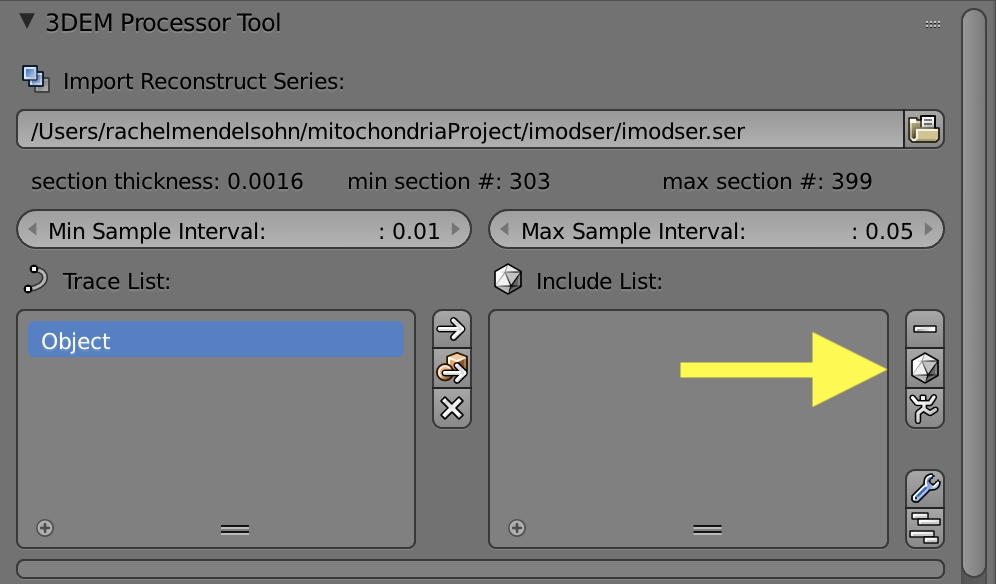 3DEM Processor Tool
Import Reconstruct Series:
/Users/rachelmendelsohn/mitochondriaProject/imodser/imodser.ser
section thickness: 0.0016 min section #: 303 max section #: 399
Min Sample Interval: : 0.01 Max Sample Interval: : 0.05
Trace List: Include List:
Object